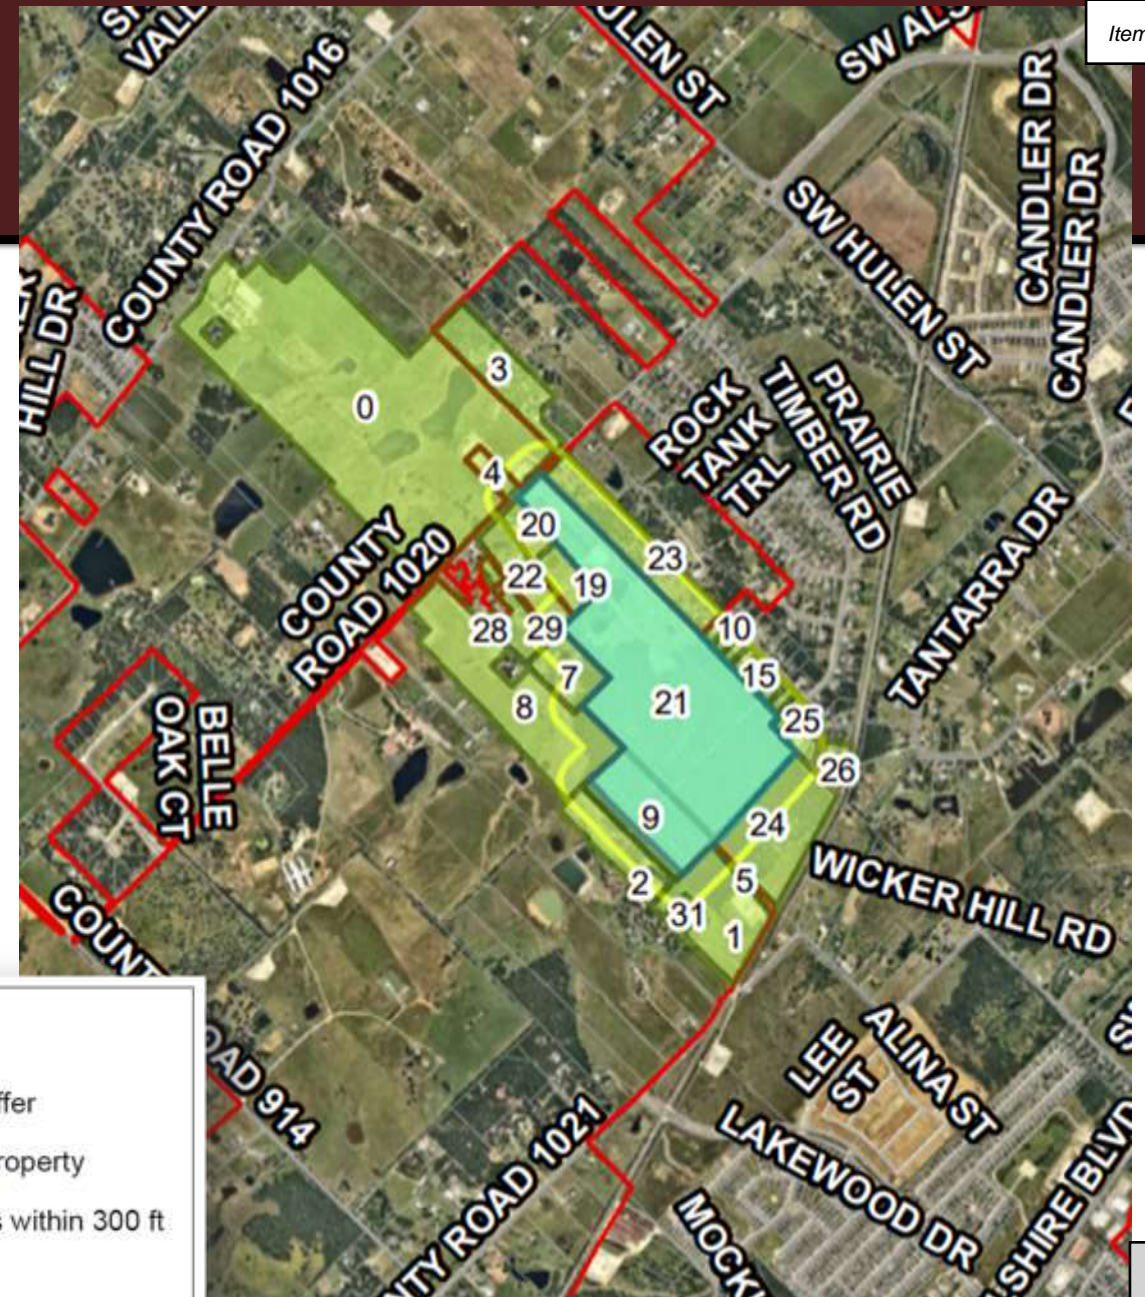 Item
ULEN ST
SW ALS
VALL
COUNTY ROAD 1016
CANDLER DR
CANDLER DR
SW HULEN ST
HILL DR
3
0
ROCK
TANK
TRL
PRAIRIE
TIMBER RD
4
20
COUNTY
ROAD 1020
23
22
19
TANTARRA DR
28
29
10
7
15
8
21
25
BELLE
OAK CT
26
9
24
WICKER HILL RD
2
5
31
1
COUNT
OAD 914
LEE
ST
ALINA ST
LAKEWOOD DR
NTY ROAD 1021
MOCKI
LSHIRE BLVD
ffer
roperty
s within 300 ft